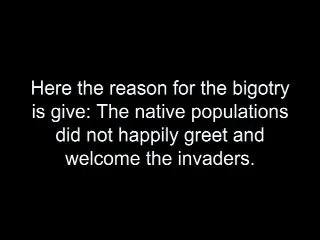 Here the reason for the bigotry
is give: The native populations
did not happily greet and
welcome the invaders.